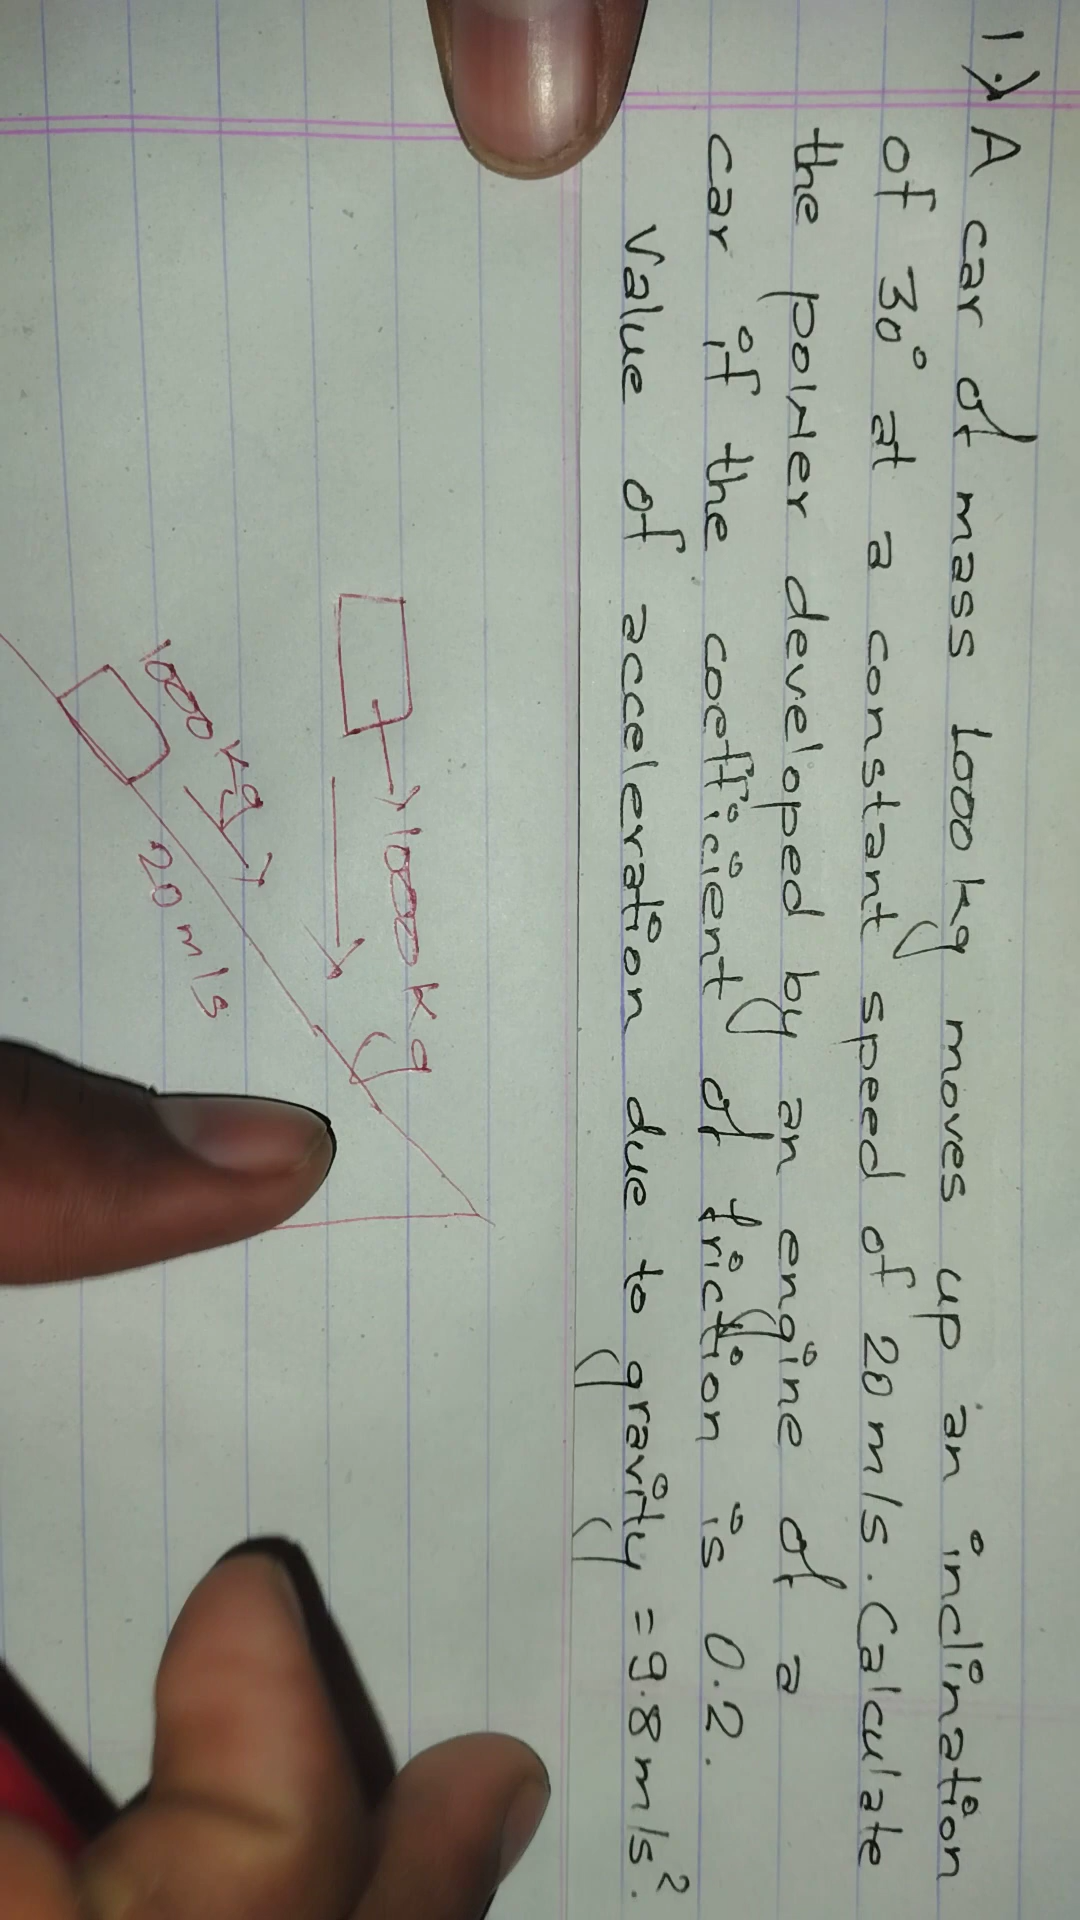 1.) A car of mass 1000 kg moves up an inclination
of 30° at a constant speed of 20 m/s. Calculate
the power developed by an engine of a
car if the coefficient of friction is 0.2.
Value of acceleration due to gravity = 9.8 m/s².
1000 kg
1000 kg
20 m/s